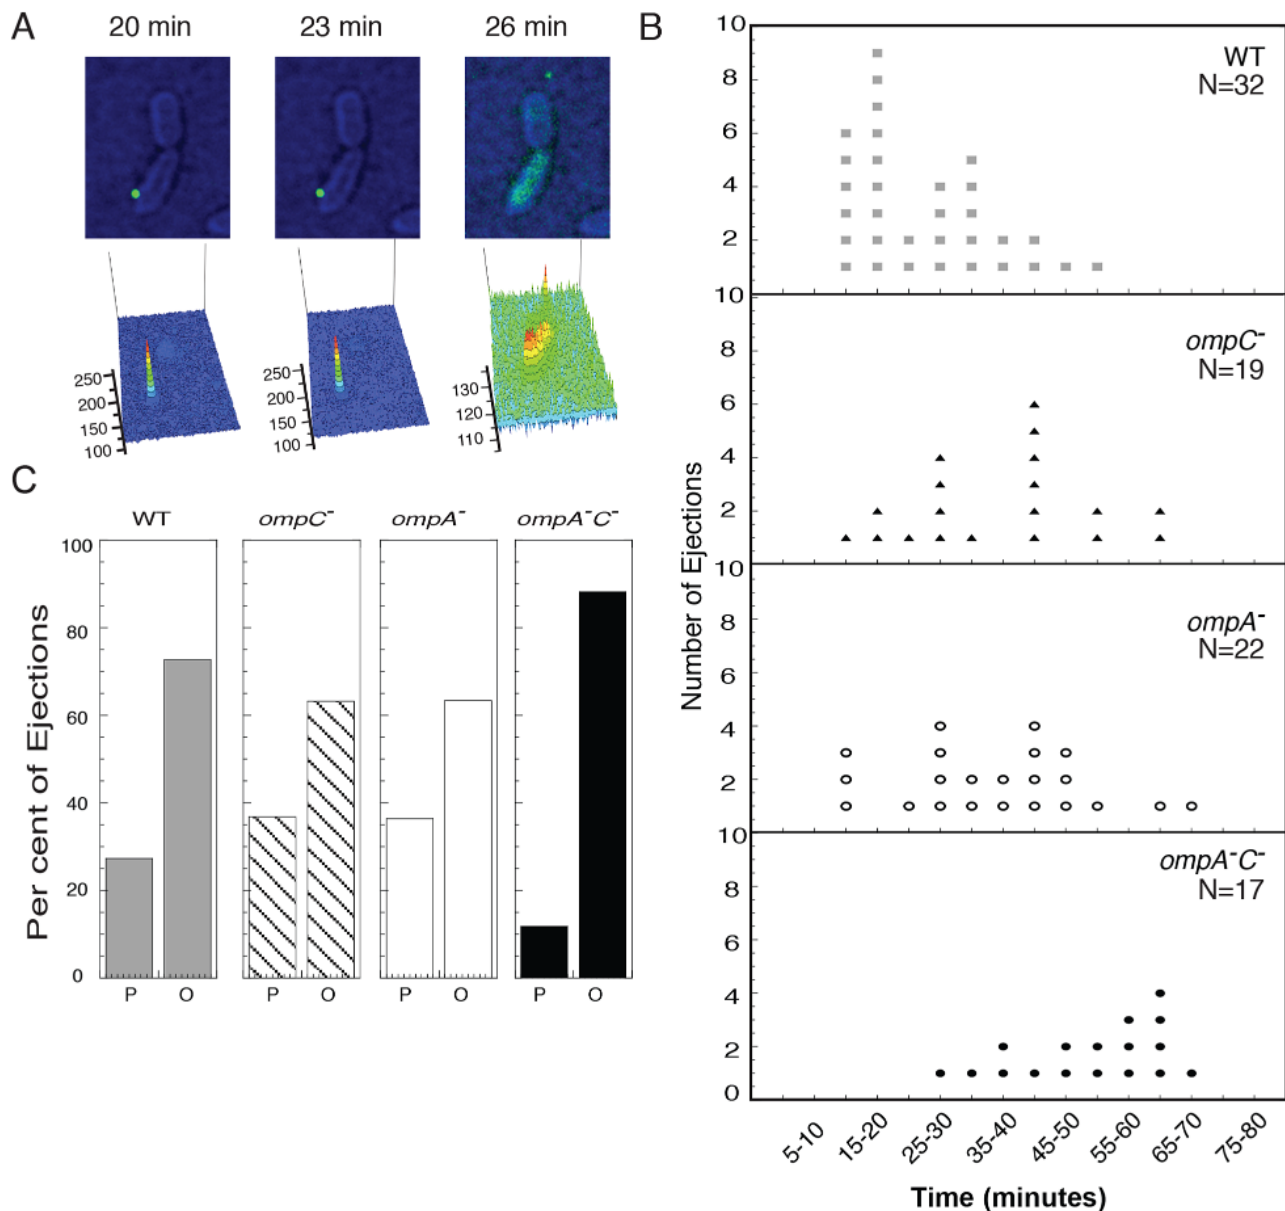 A
20 min
23 min
26 min
250
200
150
100
250
200
150
100
130
120
110
B
Number of Ejections
10
8
6
4
2
WT
N=32
10
8
6
4
2
ompC-
N=19
10
8
6
4
2
ompA-
N=22
10
8
6
4
2
0
ompA-C-
N=17
5-10
15-20
25-30
35-40
45-50
55-60
65-70
75-80
Time (minutes)
C
Per cent of Ejections
100
80
60
40
20
0
WT
ompC-
ompA-
ompA-C-
P O
P O
P O
P O